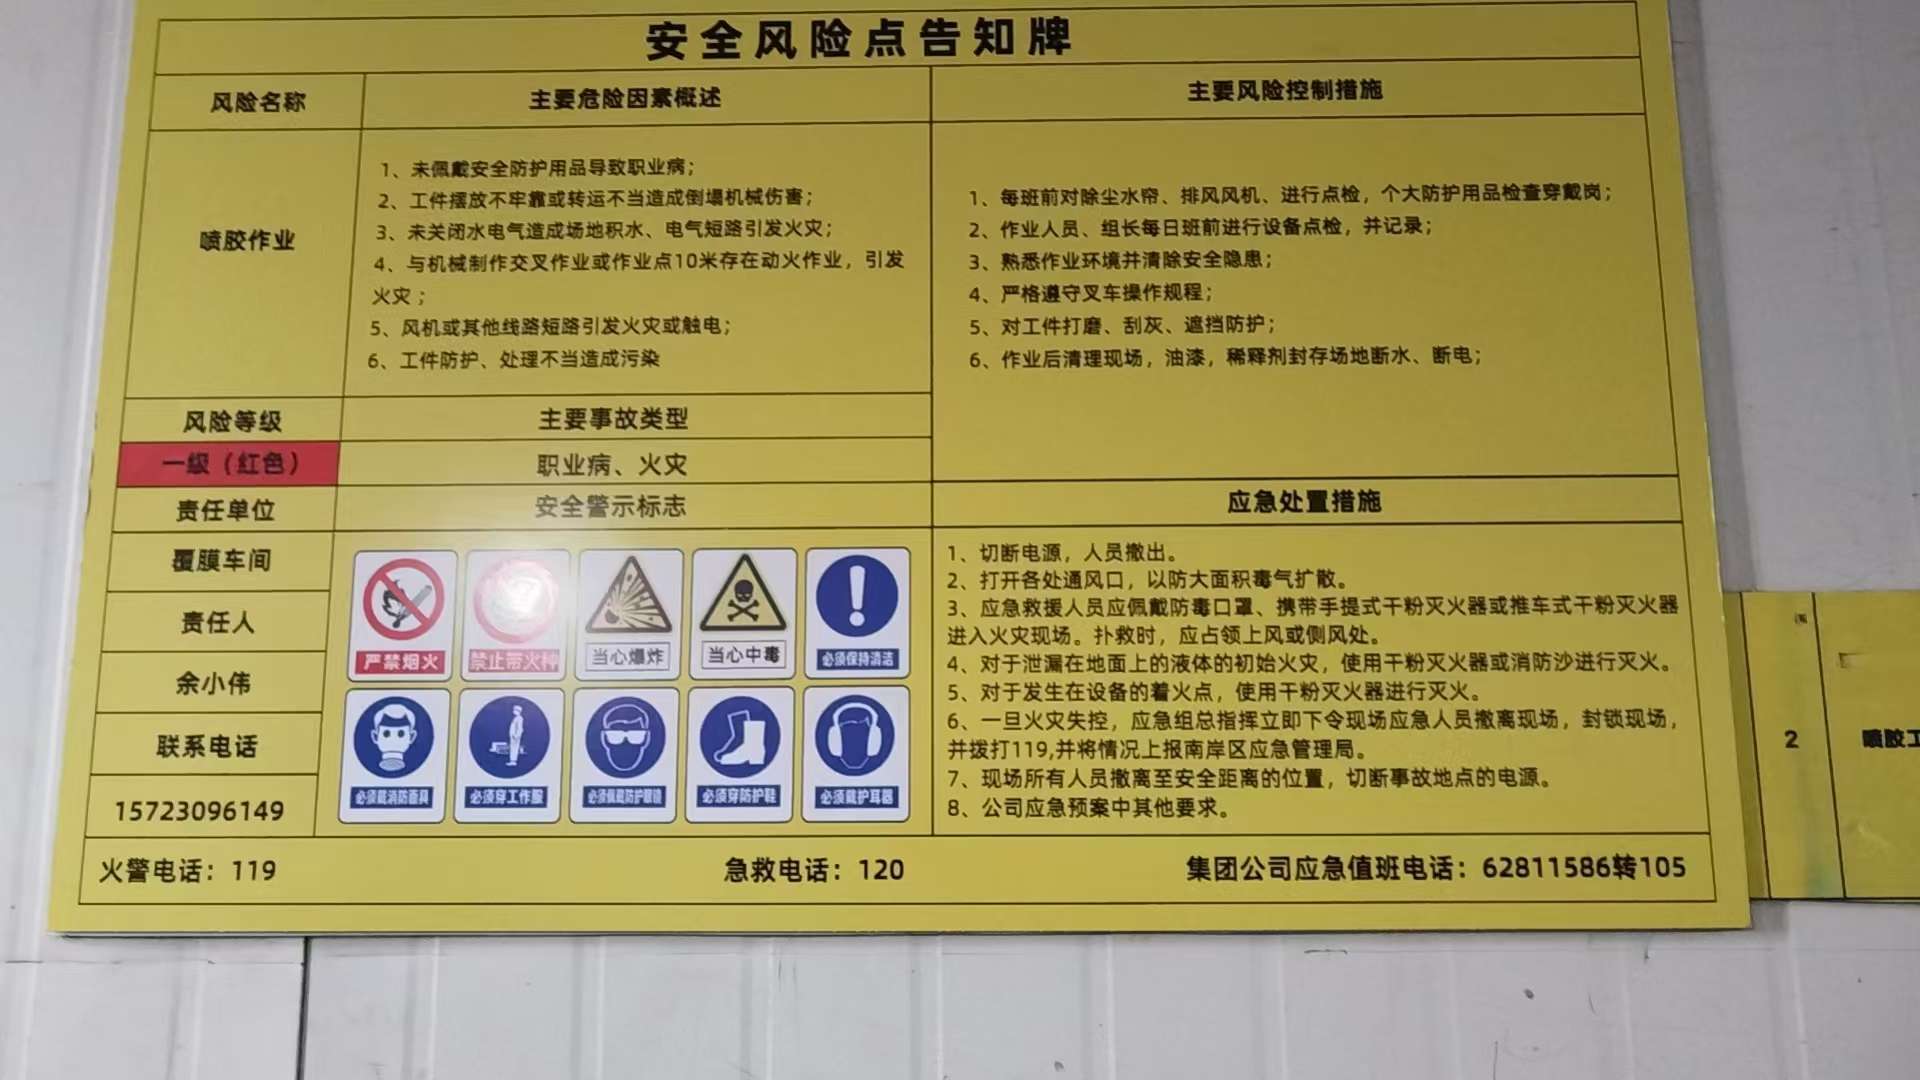 安全风险点告知牌
风险名称
主要危险因素概述
主要风险控制措施
喷胶作业
1、未佩戴安全防护用品导致职业病；
2、工件摆放不牢靠或转运不当造成倒塌机械伤害；
3、未关闭水电气造成场地积水、电气短路引发火灾；
4、与机械制作交叉作业或作业点10米存在动火作业，引发
火灾；
5、风机或其他线路短路引发火灾或触电；
6、工件防护、处理不当造成污染
1、每班前对除尘水帘、排风风机、进行点检，个大防护用品检查穿戴岗；
2、作业人员、组长每日班前进行设备点检，并记录；
3、熟悉作业环境并清除安全隐患；
4、严格遵守叉车操作规程；
5、对工件打磨、刮灰、遮挡防护；
6、作业后清理现场，油漆，稀释剂封存场地断水、断电；
风险等级
主要事故类型
一级（红色）
职业病、火灾
责任单位
安全警示标志
应急处置措施
覆膜车间
责任人
余小伟
联系电话
15723096149
严禁烟火
禁止带火种
当心爆炸
当心中毒
必须保持清洁
必须戴消防面具
必须穿工作服
必须佩戴防护眼镜
必须穿防护鞋
必须戴护耳器
1、切断电源，人员撤出。
2、打开各处通风口，以防大面积毒气扩散。
3、应急救援人员应佩戴防毒口罩、携带手提式干粉灭火器或推车式干粉灭火器
进入火灾现场。扑救时，应占领上风或侧风处。
4、对于泄漏在地面上的液体的初始火灾，使用干粉灭火器或消防沙进行灭火。
5、对于发生在设备的着火点，使用干粉灭火器进行灭火。
6、一旦火灾失控，应急组总指挥立即下令现场应急人员撤离现场，封锁现场，
并拨打119,并将情况上报南岸区应急管理局。
7、现场所有人员撤离至安全距离的位置，切断事故地点的电源。
8、公司应急预案中其他要求。
火警电话：119
急救电话：120
集团公司应急值班电话：62811586转105
2
喷胶工